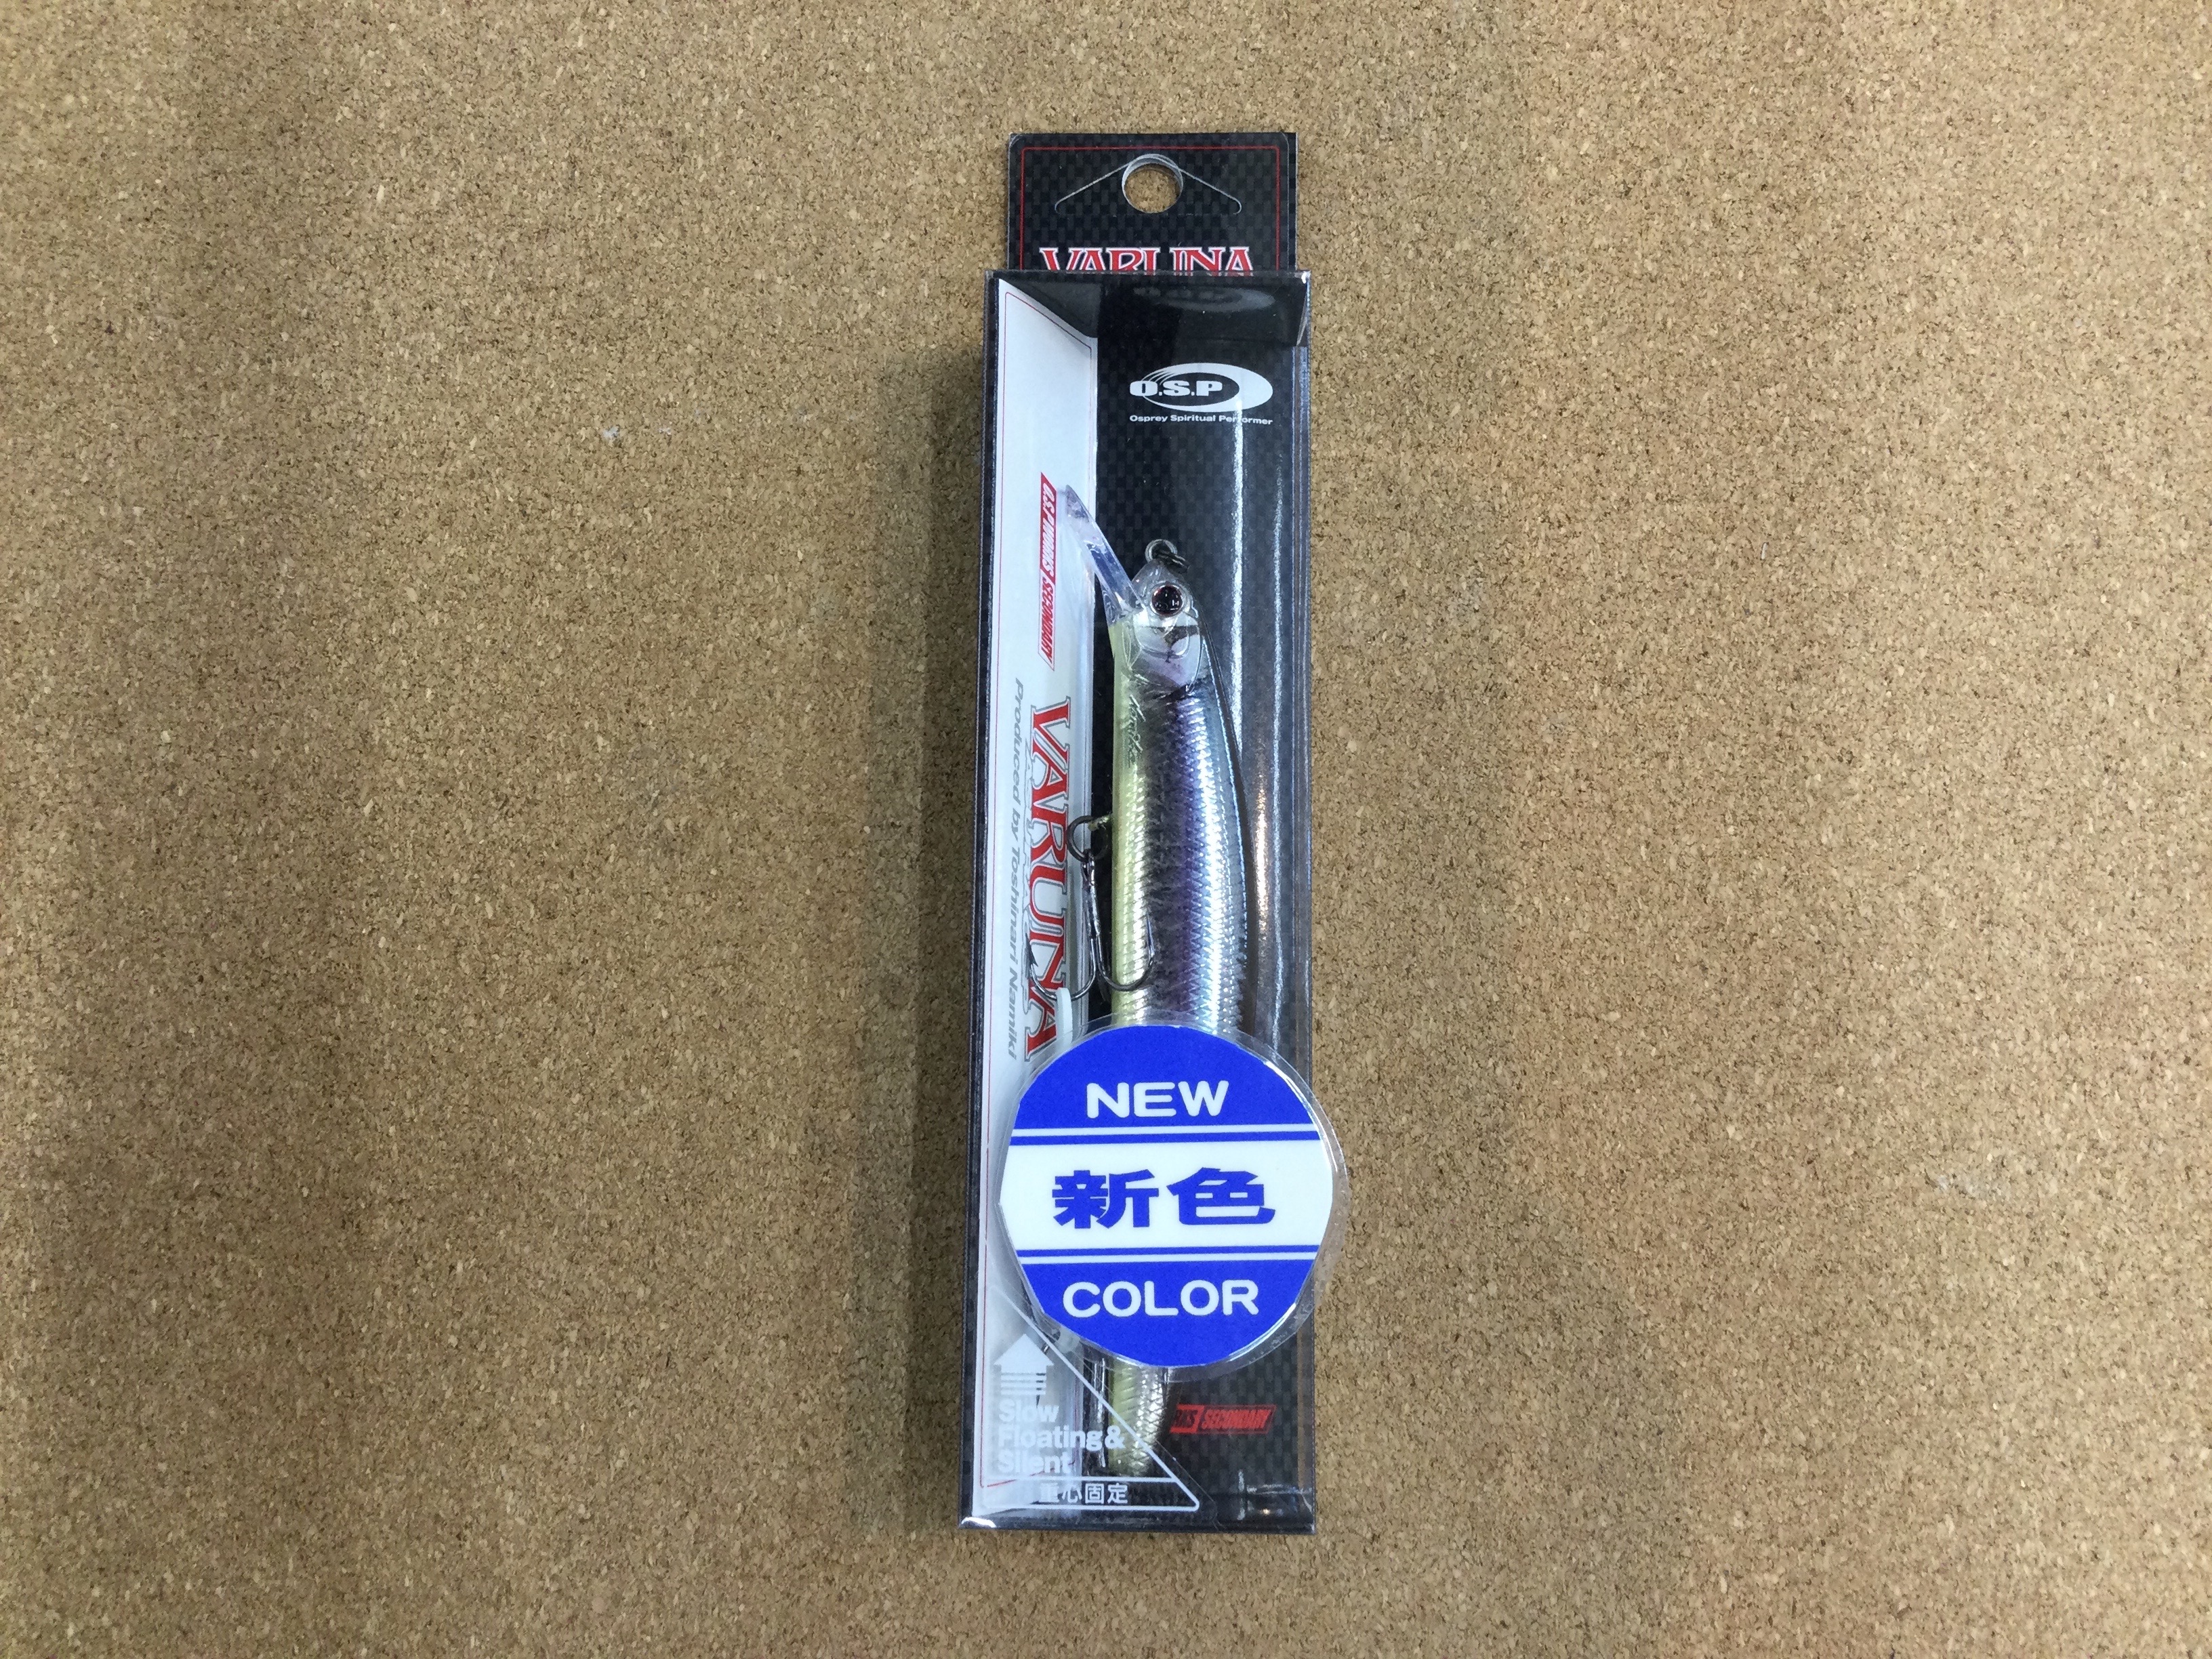 VARUNA
O.S.P
Osprey Spiritual Performer
O.S.P WORKS SECONDARY
VARUNA
Produced by Toshinari Namiki
NEW
新色
COLOR
SECONDARY
Slow
Floating &
Silent
重心固定